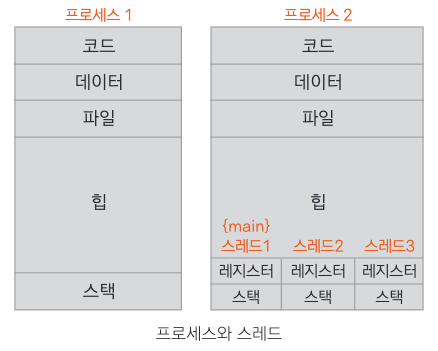 프로세스 1
코드
데이터
파일
힙
스택
프로세스 2
코드
데이터
파일
힙
{main}
스레드1 스레드2 스레드3
레지스터 레지스터 레지스터
스택 스택 스택
프로세스와 스레드